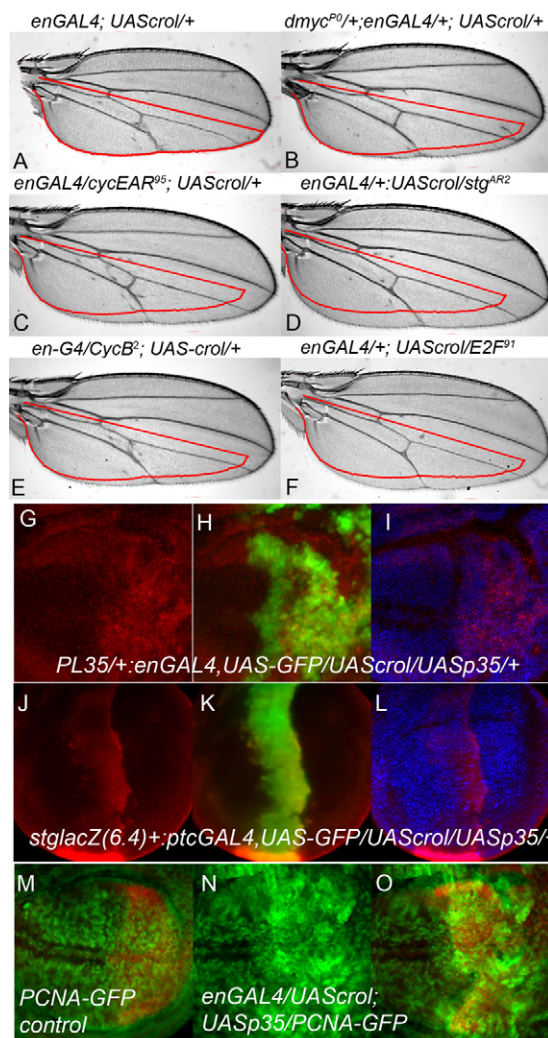 enGAL4; UAScrol/+
dmyc^P0/+;enGAL4/+; UAScrol/+
A
B
enGAL4/cycEAR^95; UAScrol/+
enGAL4/+:UAScrol/stg^AR2
C
D
en-G4/CycB^2; UAS-crol/+
enGAL4/+; UAScrol/E2F^91
E
F
G
H
I
PL35/+:enGAL4,UAS-GFP/UAScrol/UASp35/+
J
K
L
stglacZ(6.4)+:ptcGAL4,UAS-GFP/UAScrol/UASp35/+
M
N
O
PCNA-GFP
control
enGAL4/UAScrol;
UASp35/PCNA-GFP